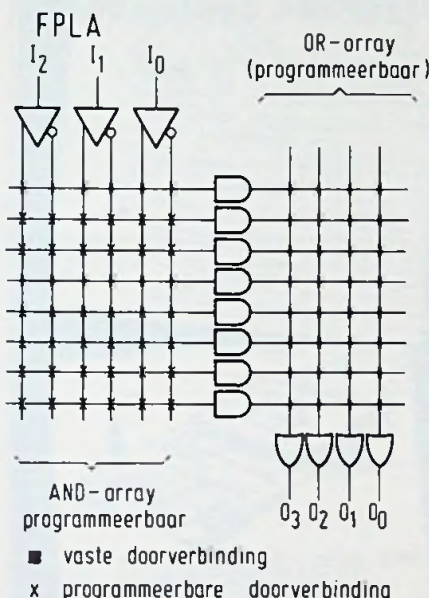 FPLA
I2 I1 I0
OR-array
(programmeerbaar)
O3 O2 O1 O0
AND-array
programmeerbaar
■ vaste doorverbinding
x programmeerbare doorverbinding